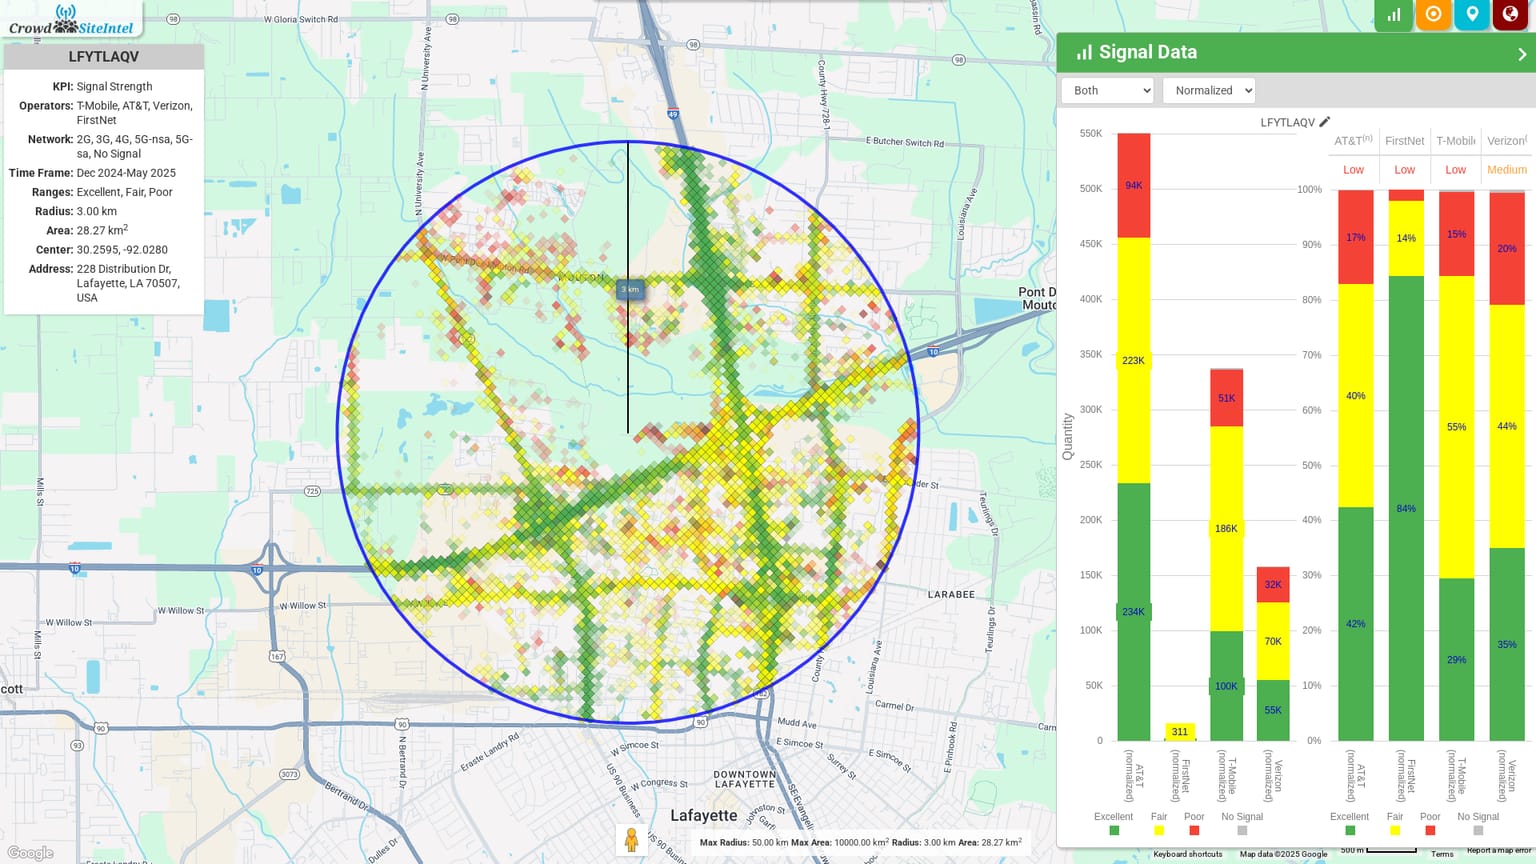 Crowd SiteIntel
LFYTLAQV
KPI: Signal Strength
Operators: T-Mobile, AT&T, Verizon,
FirstNet
Network: 2G, 3G, 4G, 5G-nsa, 5G-
sa, No Signal
Time Frame: Dec 2024-May 2025
Ranges: Excellent, Fair, Poor
Radius: 3.00 km
Area: 28.27 km²
Center: 30.2595, -92.0280
Address: 228 Distribution Dr,
Lafayette, LA 70507,
USA
98
W Gloria Switch Rd
98
98
98
N University Ave
County Hwy 728-1
49
E Butcher Switch Rd
N University Ave
Louisiana Ave
3 km
Pont D
Mouto
10
Mills St
725
Teurlings Dr
10
10
LARABEE
W Willow St
W Willow St
Mills St
Teurlings Dr
167
Louisiana Ave
cott
90
90
90
93
Carmel Dr
Mudd Ave
N Bertrand Dr
E Simcoe St
W Simcoe St
E Simcoe St
Surrey St
E Pinhook Rd
Eraste Landry Rd
3073
DOWNTOWN
LAFAYETTE
W Congress St
US 90 Business
Bertrand Dr
Johnston St
SE Evangeline
Lafayette
Dulles Dr
Google
Max Radius: 50.00 km Max Area: 10000.00 km² Radius: 3.00 km Area: 28.27 km²
Signal Data
Both
Normalized
LFYTLAQV
550K
500K
450K
400K
350K
300K
250K
200K
150K
100K
50K
0
Quantity
94K
223K
234K
311
51K
186K
100K
32K
70K
55K
AT&T
(normalized)
FirstNet
(normalized)
T-Mobile
(normalized)
Verizon
(normalized)
Excellent Fair Poor No Signal
AT&T(n) FirstNet T-Mobile Verizon(
Low Low Low Medium
100%
90%
80%
70%
60%
50%
40%
30%
20%
10%
0%
17%
40%
42%
14%
84%
15%
55%
29%
20%
44%
35%
AT&T
(normalized)
FirstNet
(normalized)
T-Mobile
(normalized)
Verizon
(normalized)
Excellent Fair Poor No Signal
Keyboard shortcuts Map data ©2025 Google 500 m Terms Report a map error